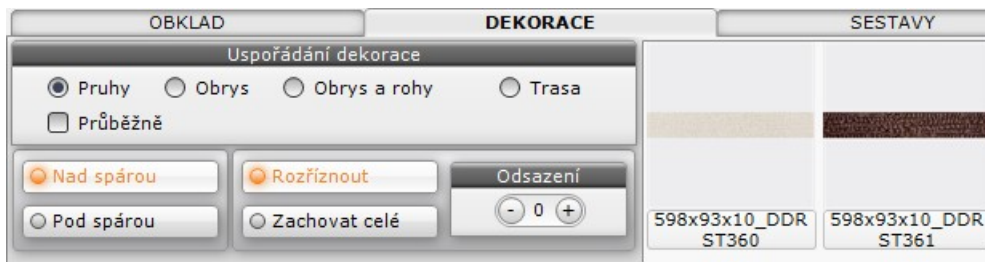 OBKLAD DEKORACE SESTAVY
Uspořádání dekorace
Pruhy Obrys Obrys a rohy Trasa
Průběžně
Nad spárou Rozříznout Odsazení
Pod spárou Zachovat celé - 0 +
598x93x10_DDR 598x93x10_DDR
ST360 ST361